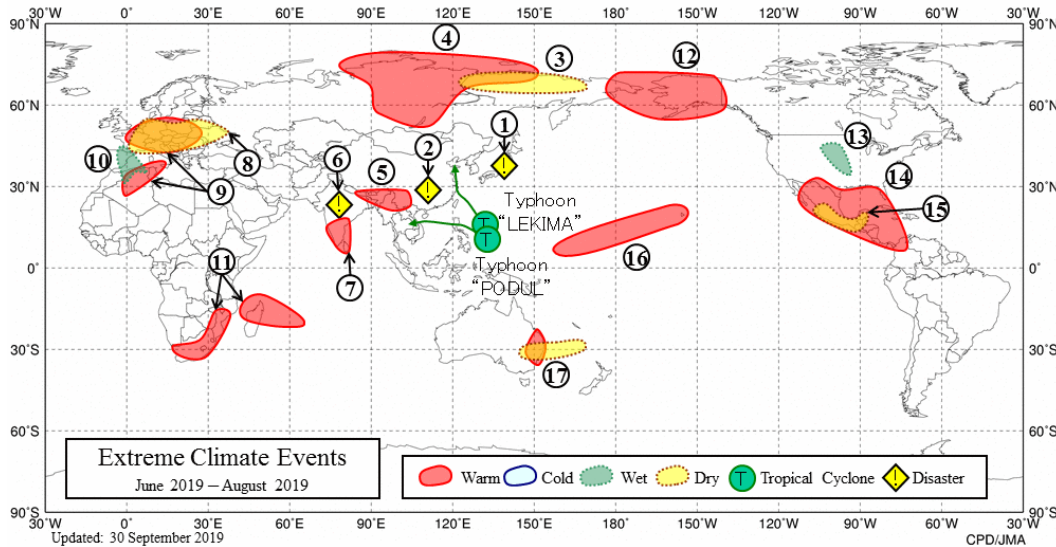 90°N
60°N
30°N
0°
30°S
60°S
90°S
4
3
12
1
2
13
10
8
6
5
9
14
15
Typhoon
"LEKIMA"
T
T
11
7
16
Typhoon
"PODUL"
17
90°N
60°N
30°N
0°
30°S
60°S
90°S
Extreme Climate Events
June 2019 – August 2019
Warm Cold Wet Dry T Tropical Cyclone ! Disaster
30°W 0° 30°E 60°E 90°E 120°E 150°E 180° 150°W 120°W 90°W 60°W 30°W
Updated: 30 September 2019
CPD/JMA